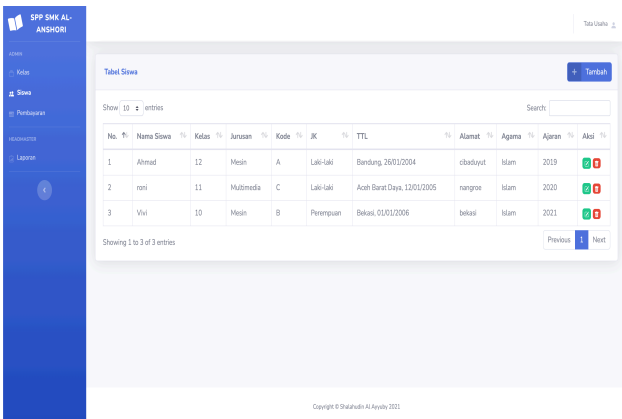 SPP SMK AL-
ANSHORI
Tata Usaha
ADMIN
Kelas
Siswa
Pembayaran
HEADMASTER
Laporan
Tabel Siswa
+ Tambah
Show 10 entries
Search:
No. Nama Siswa Kelas Jurusan Kode JK TTL Alamat Agama Ajaran Aksi
1 Ahmad 12 Mesin A Laki-laki Bandung, 26/01/2004 cibaduyut Islam 2019
2 roni 11 Multimedia C Laki-laki Aceh Barat Daya, 12/01/2005 nangroe Islam 2020
3 Vivi 10 Mesin B Perempuan Bekasi, 01/01/2006 bekasi Islam 2021
Showing 1 to 3 of 3 entries
Previous 1 Next
Copyright © Shalahudin Al Ayyuby 2021